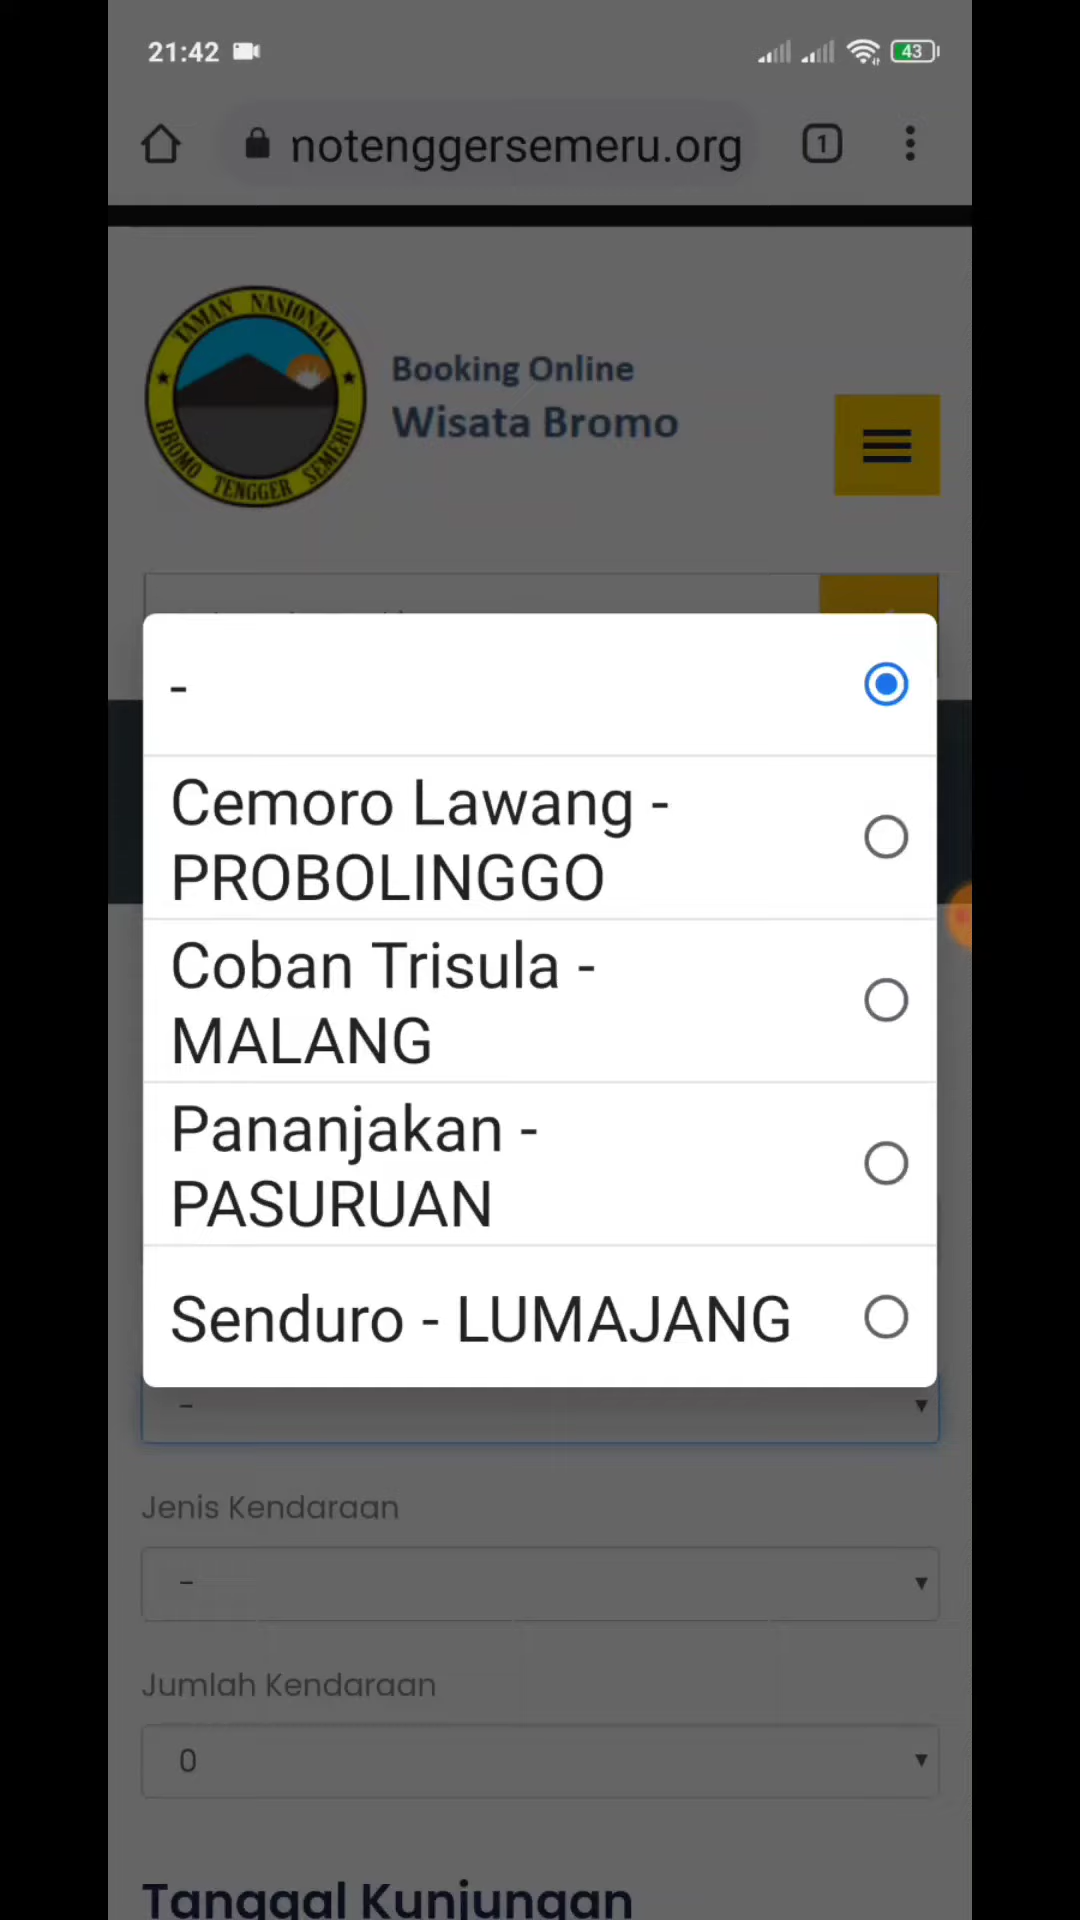 21:42
43
notenggersemeru.org
1
TAMAN NASIONAL
BROMO TENGGER SEMERU
Booking Online
Wisata Bromo
-
Cemoro Lawang -
PROBOLINGGO
Coban Trisula -
MALANG
Pananjakan -
PASURUAN
Senduro - LUMAJANG
-
Jenis Kendaraan
-
Jumlah Kendaraan
0
Tanggal Kunjungan